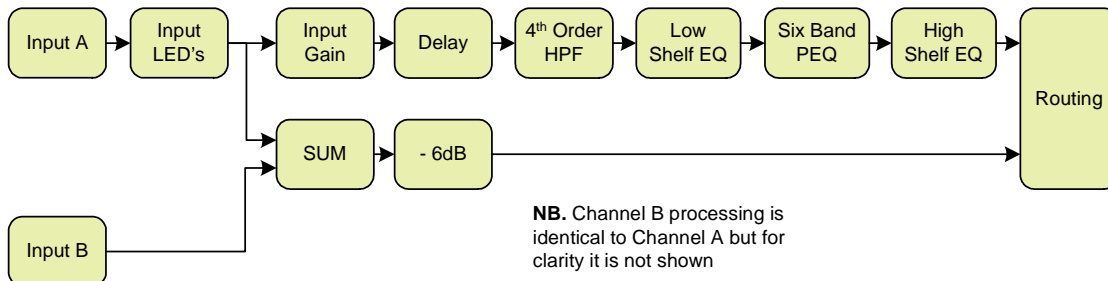 Input A
Input
LED's
Input
Gain
Delay
4th Order
HPF
Low
Shelf EQ
Six Band
PEQ
High
Shelf EQ
Routing
SUM
- 6dB
Input B
NB. Channel B processing is
identical to Channel A but for
clarity it is not shown